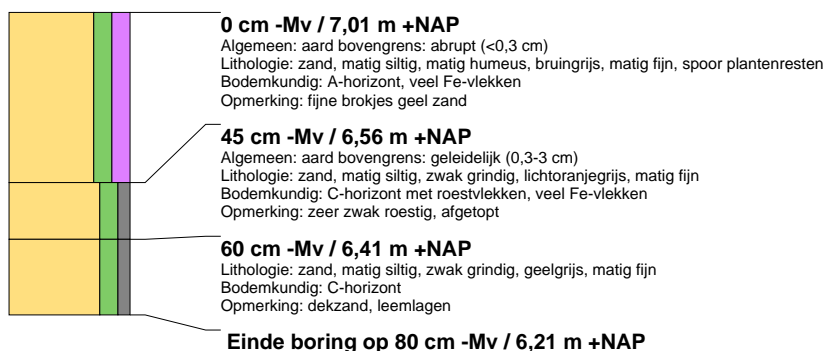 0 cm -Mv / 7,01 m +NAP
Algemeen: aard bovengrens: abrupt (<0,3 cm)
Lithologie: zand, matig siltig, matig humeus, bruingrijs, matig fijn, spoor plantenresten
Bodemkundig: A-horizont, veel Fe-vlekken
Opmerking: fijne brokjes geel zand
45 cm -Mv / 6,56 m +NAP
Algemeen: aard bovengrens: geleidelijk (0,3-3 cm)
Lithologie: zand, matig siltig, zwak grindig, lichtoranjegrijs, matig fijn
Bodemkundig: C-horizont met roestvlekken, veel Fe-vlekken
Opmerking: zeer zwak roestig, afgetopt
60 cm -Mv / 6,41 m +NAP
Lithologie: zand, matig siltig, zwak grindig, geelgrijs, matig fijn
Bodemkundig: C-horizont
Opmerking: dekzand, leemlagen
Einde boring op 80 cm -Mv / 6,21 m +NAP